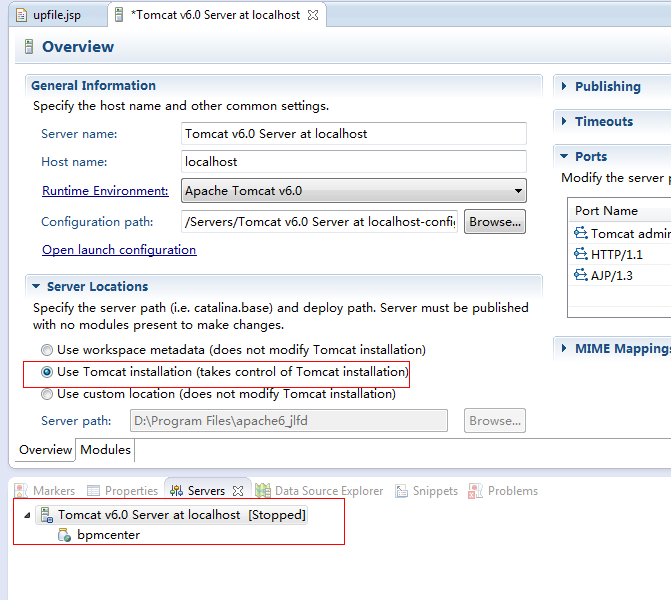 upfile.jsp
*Tomcat v6.0 Server at localhost
Overview
General Information
Specify the host name and other common settings.
Server name: Tomcat v6.0 Server at localhost
Host name: localhost
Runtime Environment: Apache Tomcat v6.0
Configuration path: /Servers/Tomcat v6.0 Server at localhost-config Browse...
Open launch configuration
Server Locations
Specify the server path (i.e. catalina.base) and deploy path. Server must be published
with no modules present to make changes.
Use workspace metadata (does not modify Tomcat installation)
Use Tomcat installation (takes control of Tomcat installation)
Use custom location (does not modify Tomcat installation)
Server path: D:\Program Files\apache6_jlfd Browse...
Publishing
Timeouts
Ports
Modify the server p
Port Name
Tomcat admin
HTTP/1.1
AJP/1.3
MIME Mappings
Overview Modules
Markers Properties Servers Data Source Explorer Snippets Problems
Tomcat v6.0 Server at localhost [Stopped]
bpmcenter